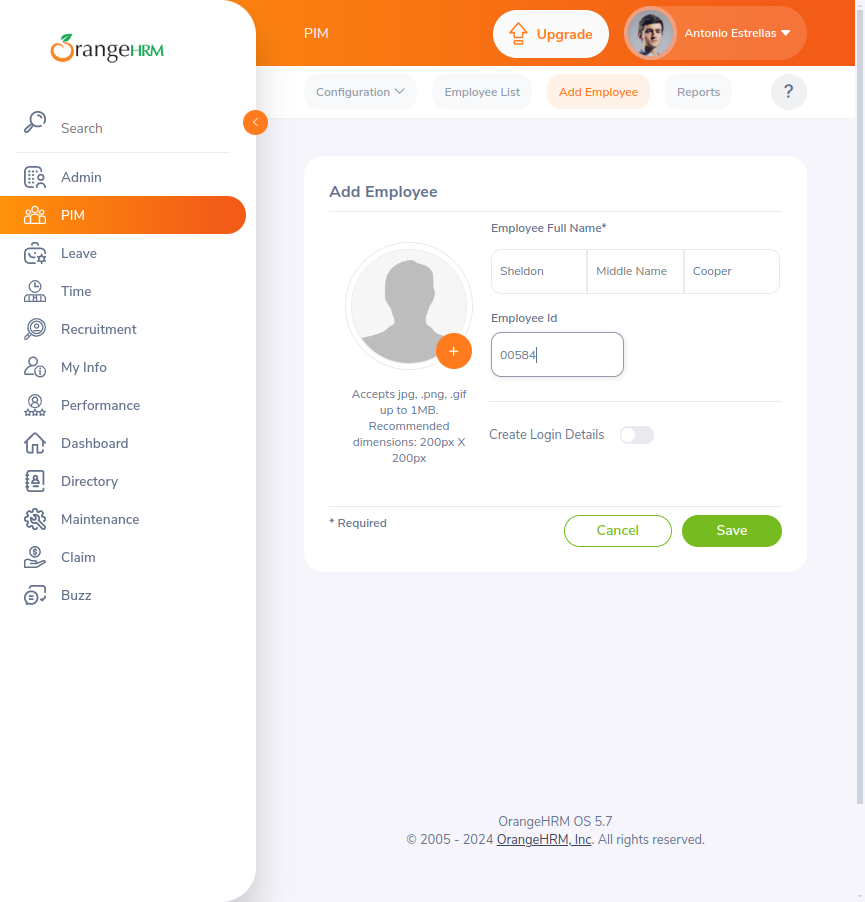 OrangeHRM
PIM
Upgrade
Antonio Estrellas
Configuration
Employee List
Add Employee
Reports
?
Search
Admin
PIM
Leave
Time
Recruitment
My Info
Performance
Dashboard
Directory
Maintenance
Claim
Buzz
Add Employee
Employee Full Name*
Sheldon
Middle Name
Cooper
Employee Id
00584
+
Accepts jpg, .png, .gif
up to 1MB.
Recommended
dimensions: 200px X
200px
Create Login Details
* Required
Cancel
Save
OrangeHRM OS 5.7
© 2005 - 2024 OrangeHRM, Inc. All rights reserved.